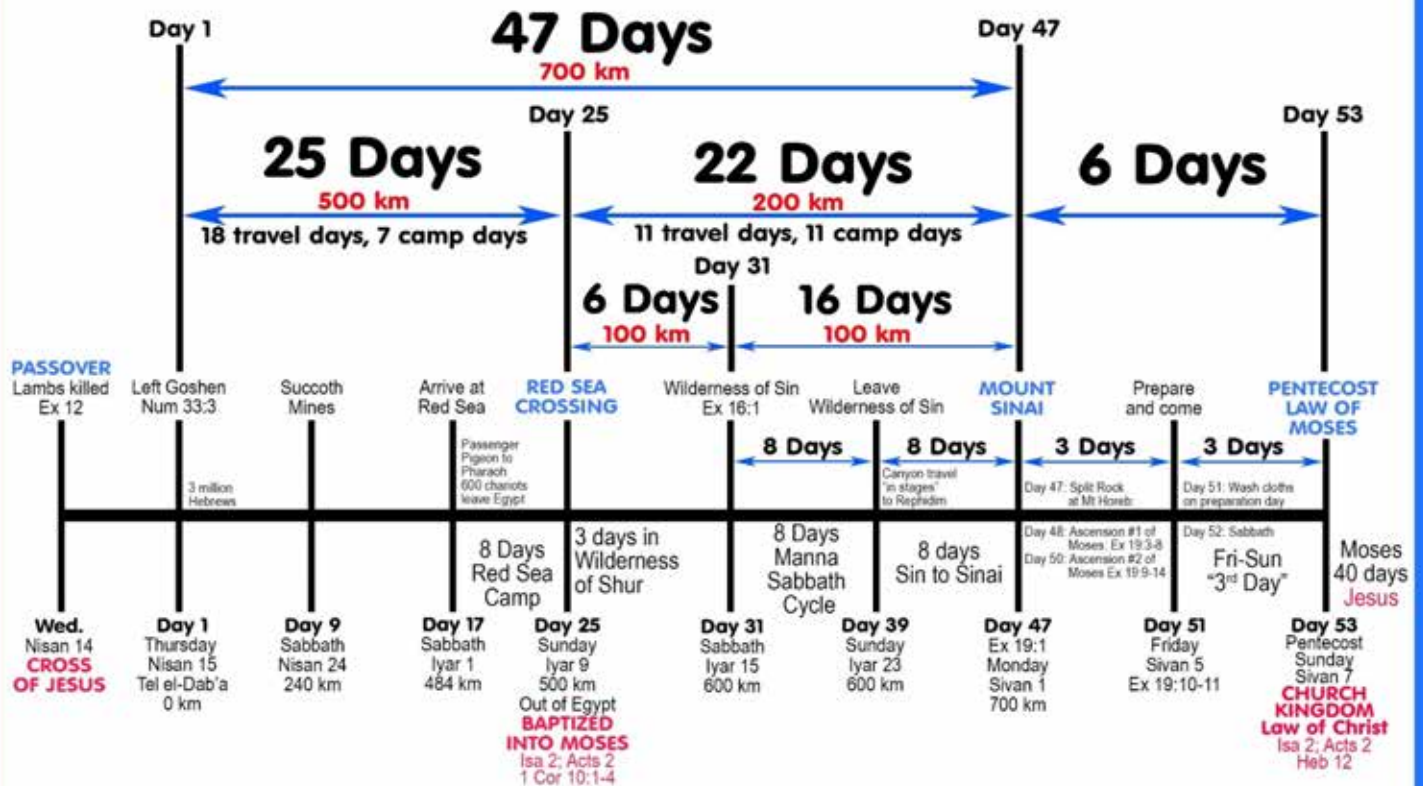 Day 1
47 Days
Day 47
700 km
Day 25
Day 53
25 Days
22 Days
6 Days
500 km
200 km
18 travel days, 7 camp days
11 travel days, 11 camp days
Day 31
6 Days
16 Days
100 km
100 km
PASSOVER
Lambs killed
Ex 12
Left Goshen
Num 33:3
Succoth
Mines
Arrive at
Red Sea
RED SEA
CROSSING
Wilderness of Sin
Ex 16:1
Leave
Wilderness of Sin
MOUNT
SINAI
Prepare
and come
PENTECOST
LAW OF
MOSES
3 million
Hebrews
Passenger
Pigeon to
Pharaoh
600 chariots
leave Egypt
8 Days
8 Days
3 Days
3 Days
Canyon travel
"in stages"
to Rephidim
Day 47: Split Rock
at Mt Horeb
Day 51: Wash cloths
on preparation day
8 Days
Red Sea
Camp
3 days in
Wilderness
of Shur
8 Days
Manna
Sabbath
Cycle
8 days
Sin to Sinai
Day 48: Ascension #1 of
Moses: Ex 19:3-8
Day 50: Ascension #2 of
Moses Ex 19:9-14
Day 52: Sabbath
Fri-Sun
"3rd Day"
Moses
40 days
Jesus
Wed.
Nisan 14
CROSS
OF JESUS
Day 1
Thursday
Nisan 15
Tel el-Dab'a
0 km
Day 9
Sabbath
Nisan 24
240 km
Day 17
Sabbath
Iyar 1
484 km
Day 25
Sunday
Iyar 9
500 km
Out of Egypt
BAPTIZED
INTO MOSES
Isa 2; Acts 2
1 Cor 10:1-4
Day 31
Sabbath
Iyar 15
600 km
Day 39
Sunday
Iyar 23
600 km
Day 47
Ex 19:1
Monday
Sivan 1
700 km
Day 51
Friday
Sivan 5
Ex 19:10-11
Day 53
Pentecost
Sunday
Sivan 7
CHURCH
KINGDOM
Law of Christ
Isa 2; Acts 2
Heb 12